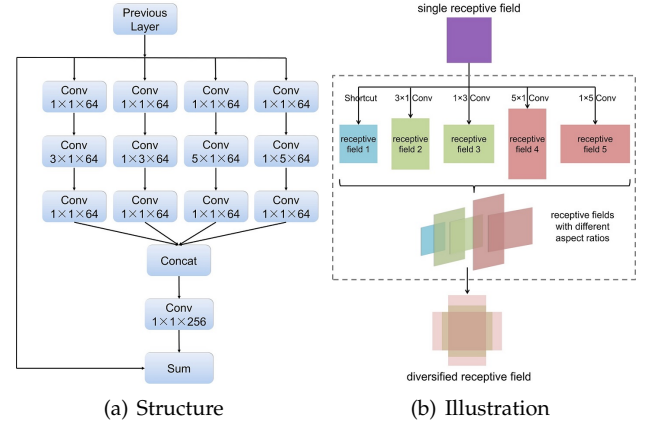 Previous
Layer
Conv
1×1×64
Conv
1×1×64
Conv
1×1×64
Conv
1×1×64
Conv
3×1×64
Conv
1×3×64
Conv
5×1×64
Conv
1×5×64
Conv
1×1×64
Conv
1×1×64
Conv
1×1×64
Conv
1×1×64
Concat
Conv
1×1×256
Sum
(a) Structure
single receptive field
Shortcut 3×1 Conv 1×3 Conv 5×1 Conv 1×5 Conv
receptive
field 1
receptive
field 2
receptive
field 3
receptive
field 4
receptive
field 5
receptive fields
with different
aspect ratios
diversified receptive field
(b) Illustration